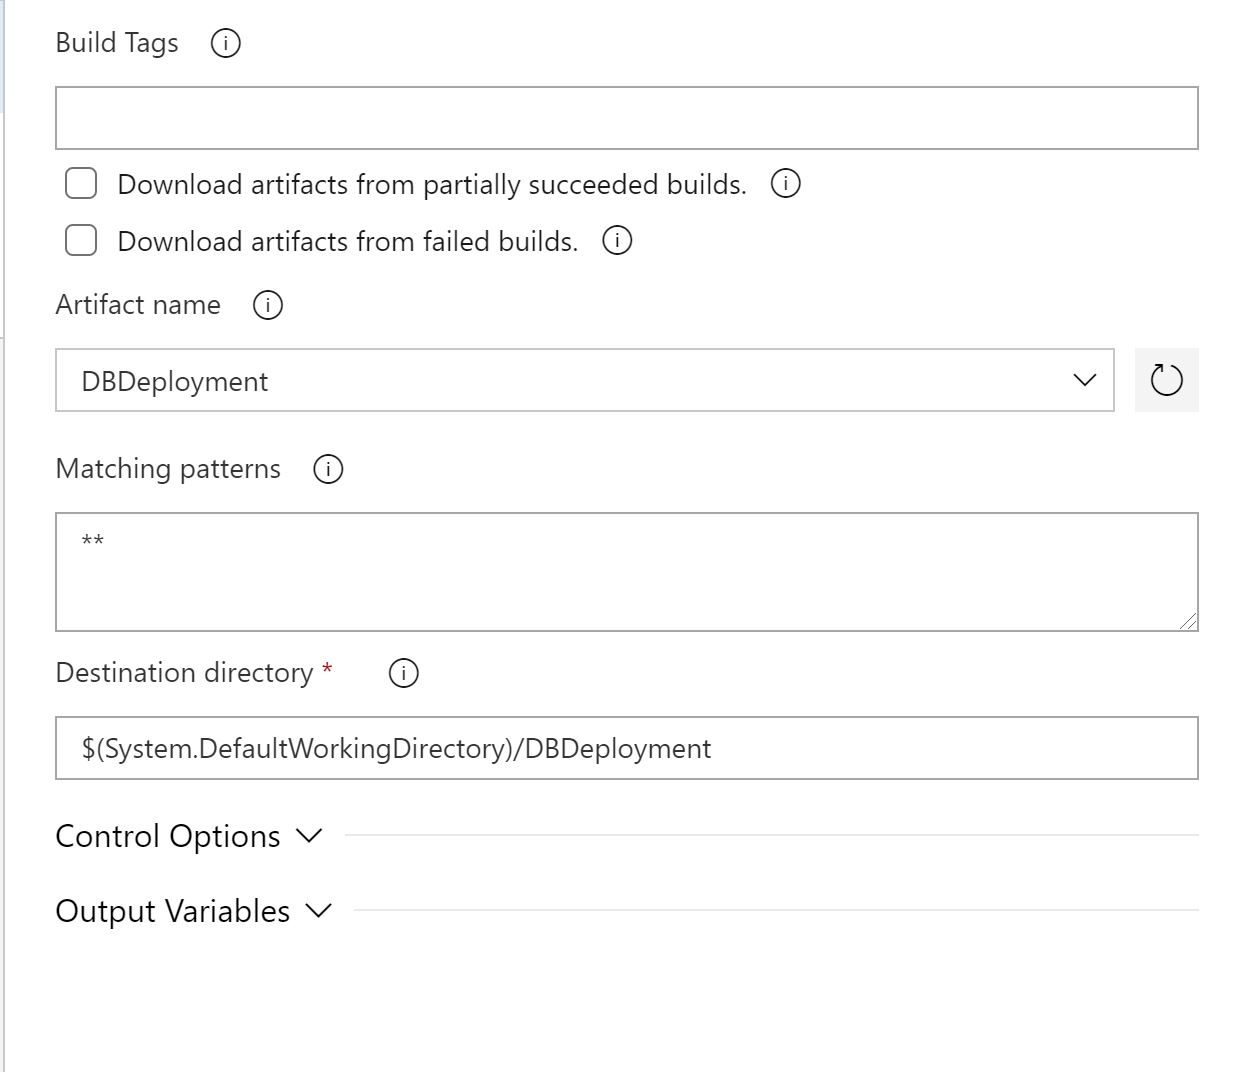 Build Tags
Download artifacts from partially succeeded builds.
Download artifacts from failed builds.
Artifact name
DBDeployment
Matching patterns
**
Destination directory *
$(System.DefaultWorkingDirectory)/DBDeployment
Control Options
Output Variables